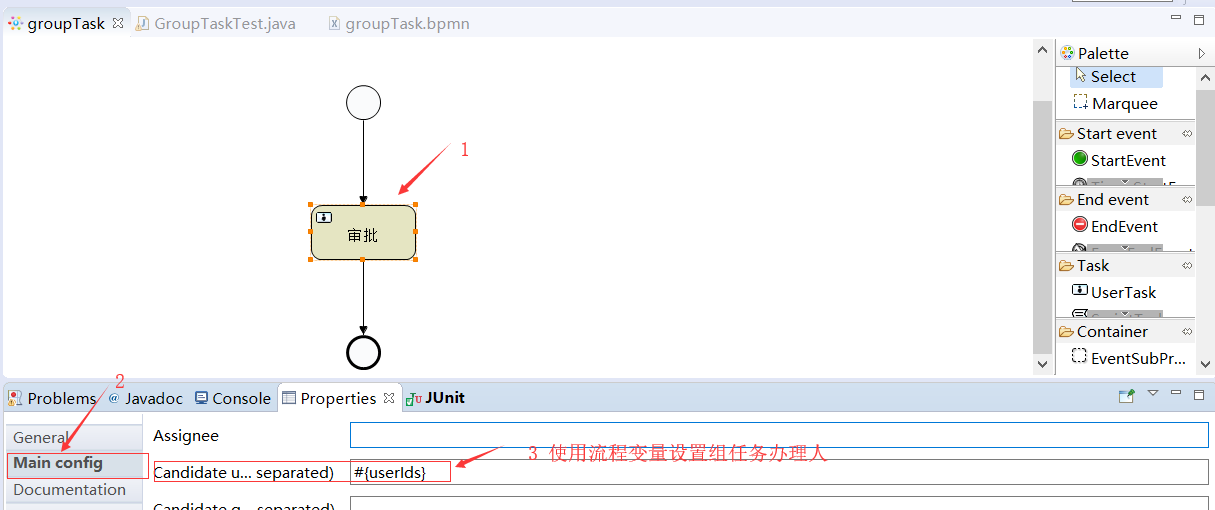 groupTask
GroupTaskTest.java
groupTask.bpmn
1
审批
Palette
Select
Marquee
Start event
StartEvent
End event
EndEvent
Task
UserTask
Container
EventSubPr...
2
Problems
@ Javadoc
Console
Properties
JUnit
General
Main config
Documentation
Assignee
Candidate u... separated)
#{userIds}
3 使用流程变量设置组任务办理人
Candidate g... separated)